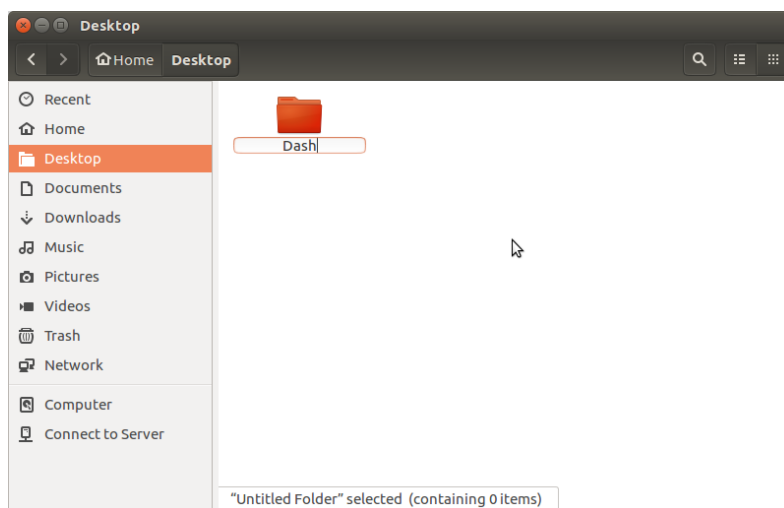 Desktop
Home Desktop
Recent
Home
Desktop
Documents
Downloads
Music
Pictures
Videos
Trash
Network
Computer
Connect to Server
Dash
“Untitled Folder” selected (containing 0 items)